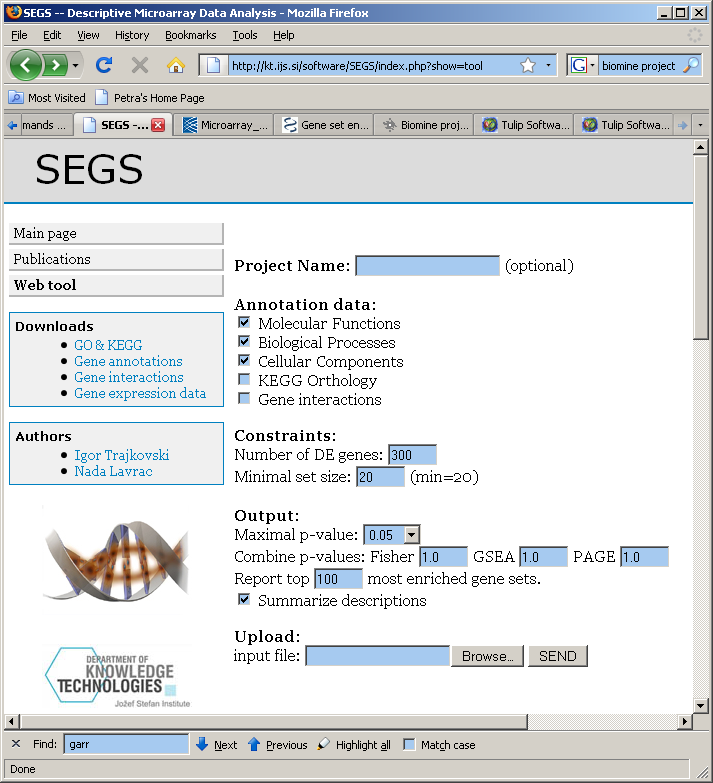 SEGS -- Descriptive Microarray Data Analysis - Mozilla Firefox
File Edit View History Bookmarks Tools Help
http://kt.ijs.si/software/SEGS/index.php?show=tool G biomine project
Most Visited Petra's Home Page
mands ... SEGS -... Microarray_... Gene set en... Biomine proj... Tulip Softwa... Tulip Softwa...
SEGS
Main page
Publications
Web tool
Downloads
GO & KEGG
Gene annotations
Gene interactions
Gene expression data
Authors
Igor Trajkovski
Nada Lavrac
DEPARTMENT OF
KNOWLEDGE
TECHNOLOGIES
Jožef Stefan Institute
Project Name: (optional)
Annotation data:
Molecular Functions
Biological Processes
Cellular Components
KEGG Orthology
Gene interactions
Constraints:
Number of DE genes: 300
Minimal set size: 20 (min=20)
Output:
Maximal p-value: 0.05
Combine p-values: Fisher 1.0 GSEA 1.0 PAGE 1.0
Report top 100 most enriched gene sets.
Summarize descriptions
Upload:
input file: Browse... SEND
Find: garr Next Previous Highlight all Match case
Done